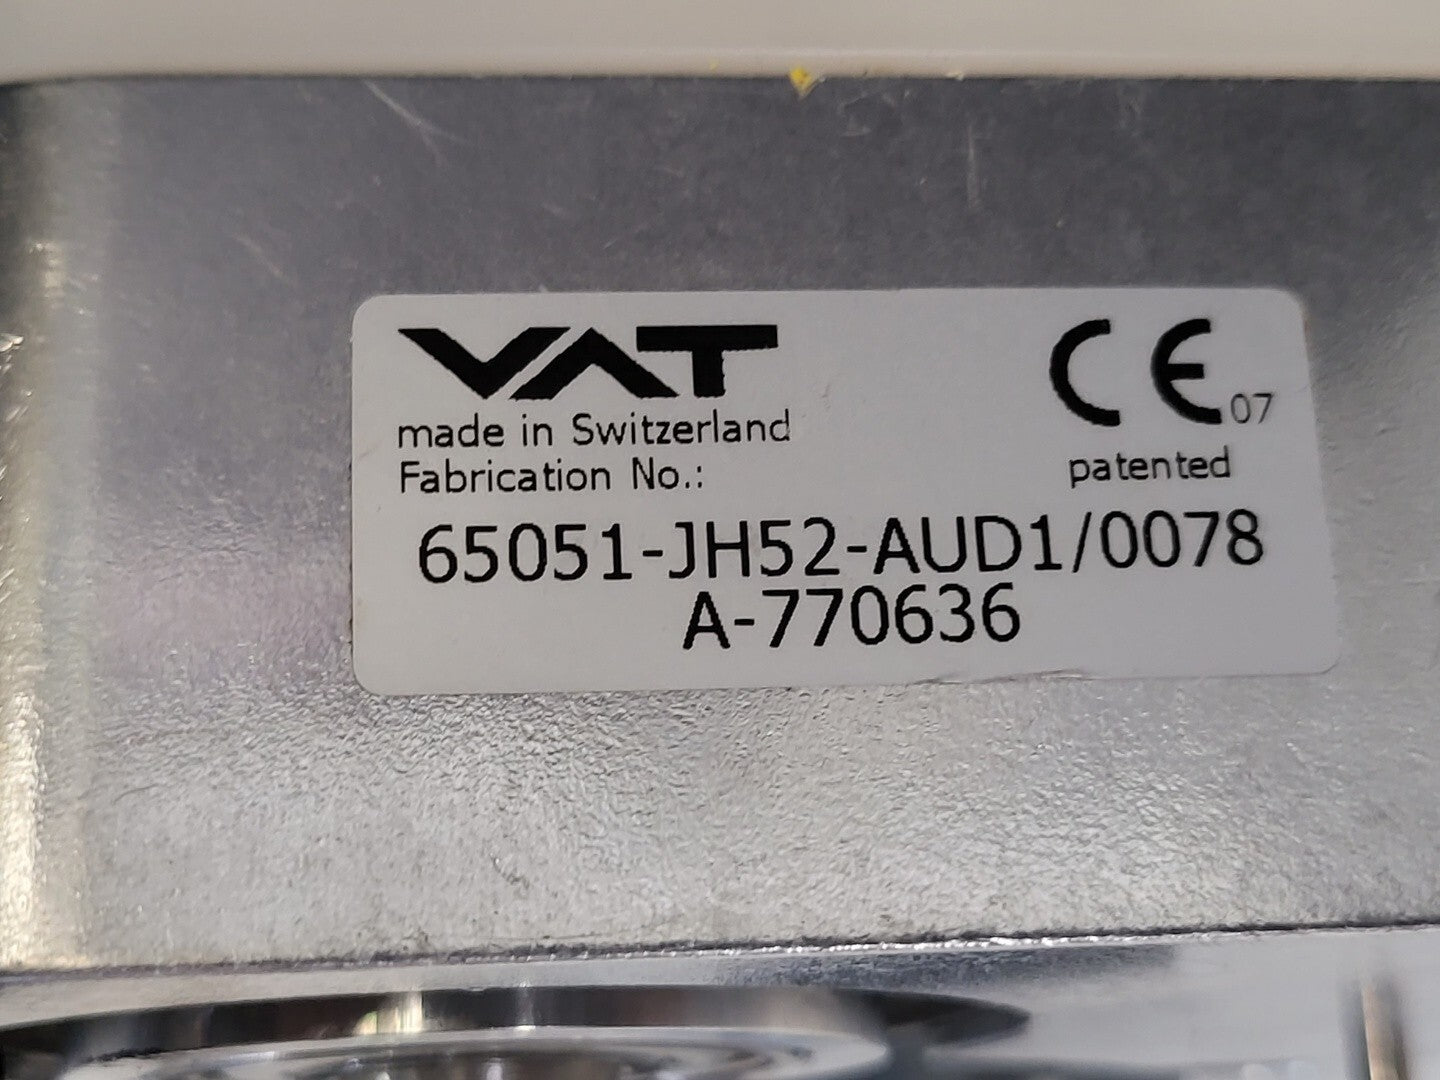 VAT
made in Switzerland
Fabrication No.:
CE 07
patented
65051-JH52-AUD1/0078
A-770636